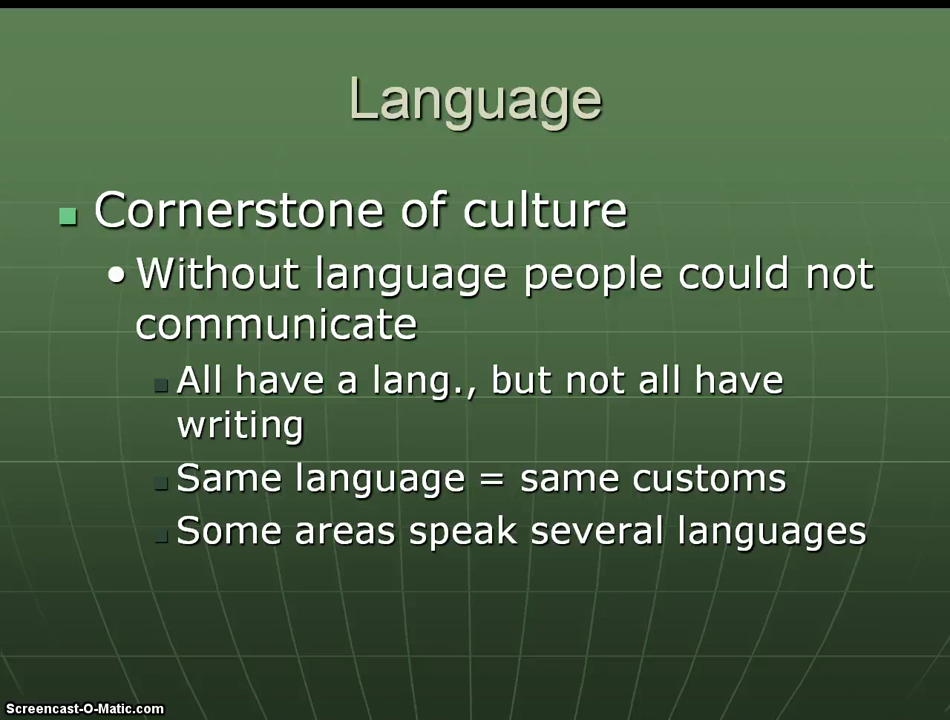 Language
Cornerstone of culture
Without language people could not
communicate
All have a lang., but not all have
writing
Same language = same customs
Some areas speak several languages
Screencast-O-Matic.com